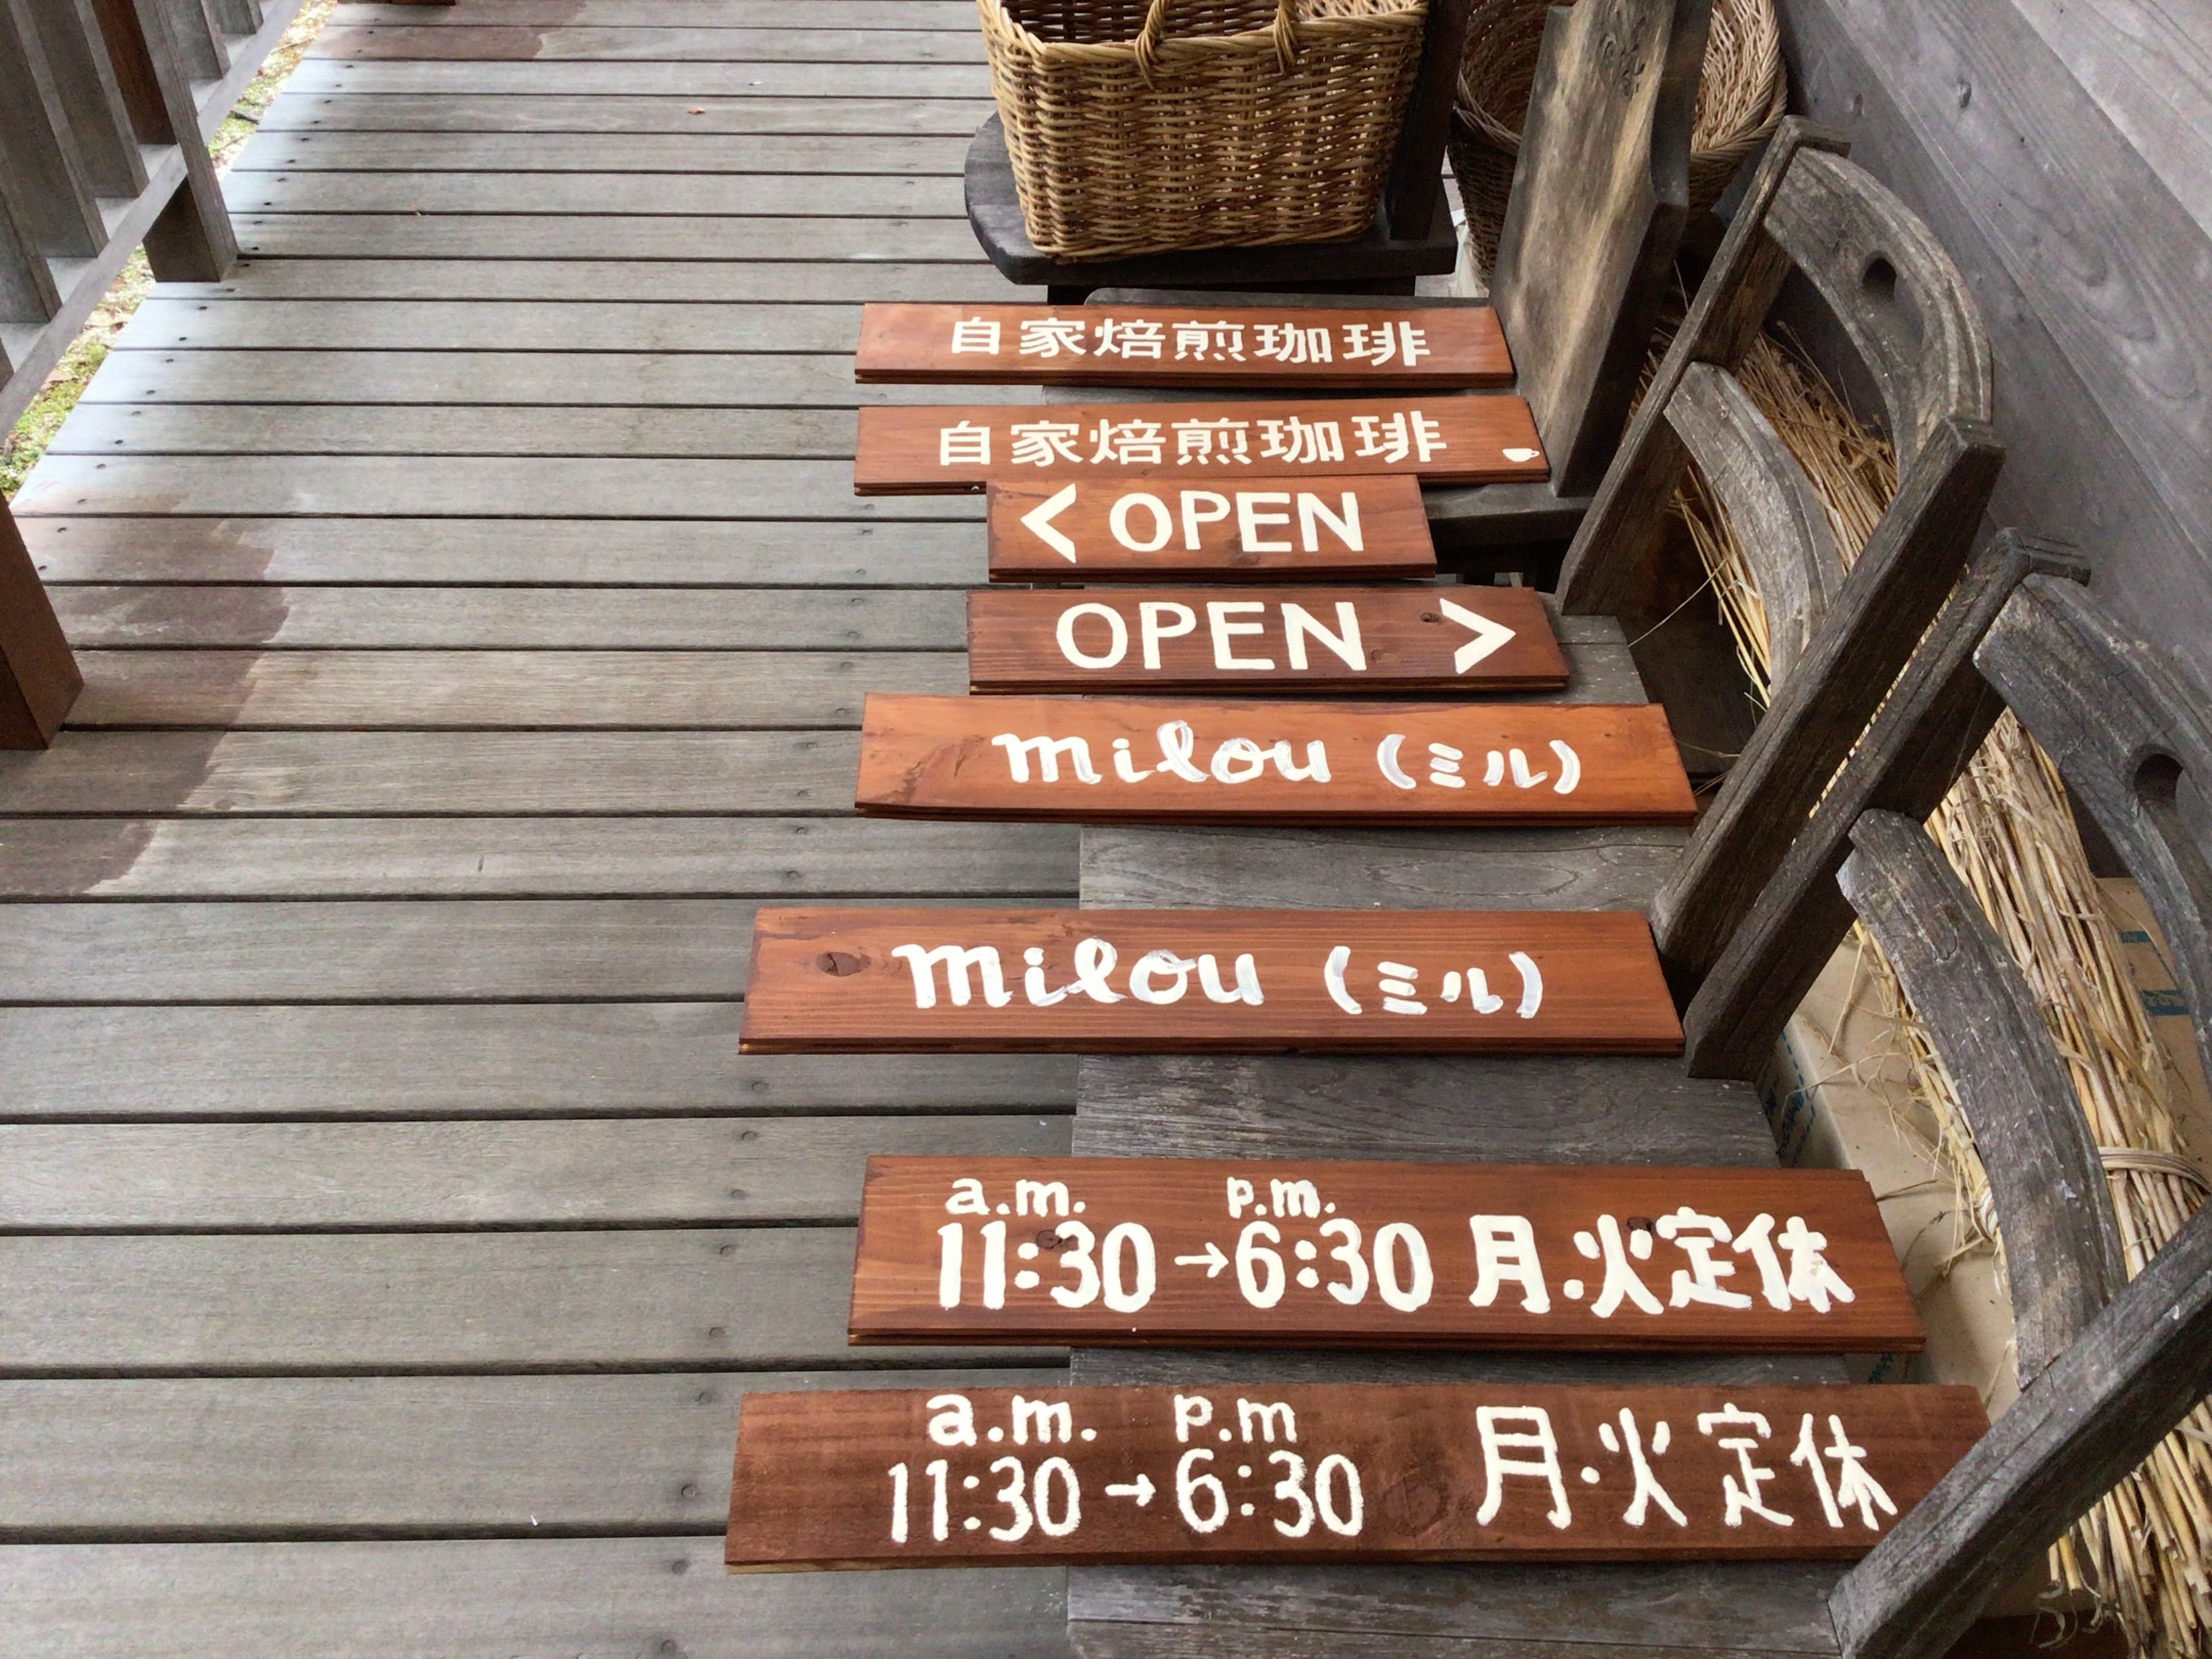 自家焙煎珈琲
自家焙煎珈琲
< OPEN
OPEN >
milou (ミル)
milou (ミル)
a.m. p.m.
11:30→6:30 月.火定休
a.m. p.m
11:30→6:30 月・火定休